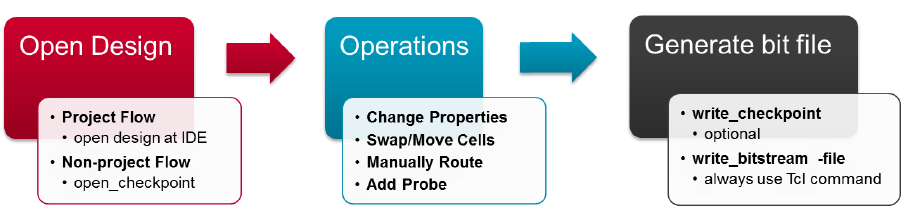 Open Design
• Project Flow
• open design at IDE
• Non-project Flow
• open_checkpoint
Operations
• Change Properties
• Swap/Move Cells
• Manually Route
• Add Probe
Generate bit file
• write_checkpoint
• optional
• write_bitstream -file
• always use Tcl command